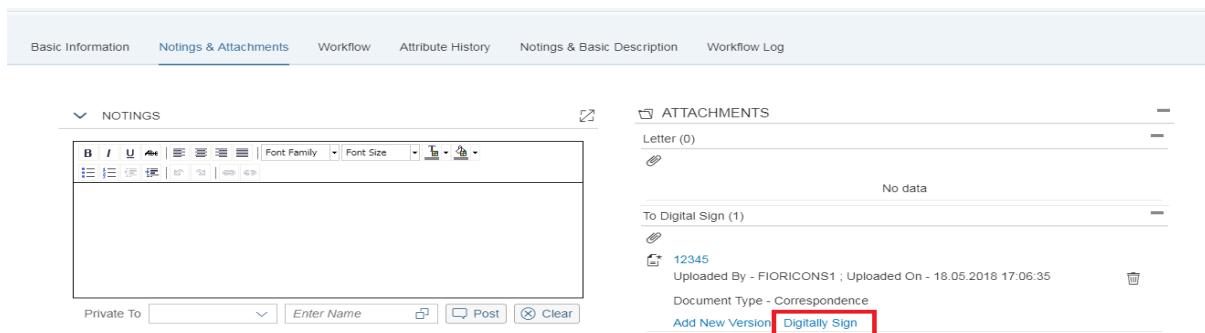 Basic Information Notings & Attachments Workflow Attribute History Notings & Basic Description Workflow Log
NOTINGS
B I U ABC Font Family Font Size T
Private To Enter Name Post Clear
ATTACHMENTS
Letter (0)
No data
To Digital Sign (1)
12345
Uploaded By - FIORICONS1 ; Uploaded On - 18.05.2018 17:06:35
Document Type - Correspondence
Add New Version Digitally Sign